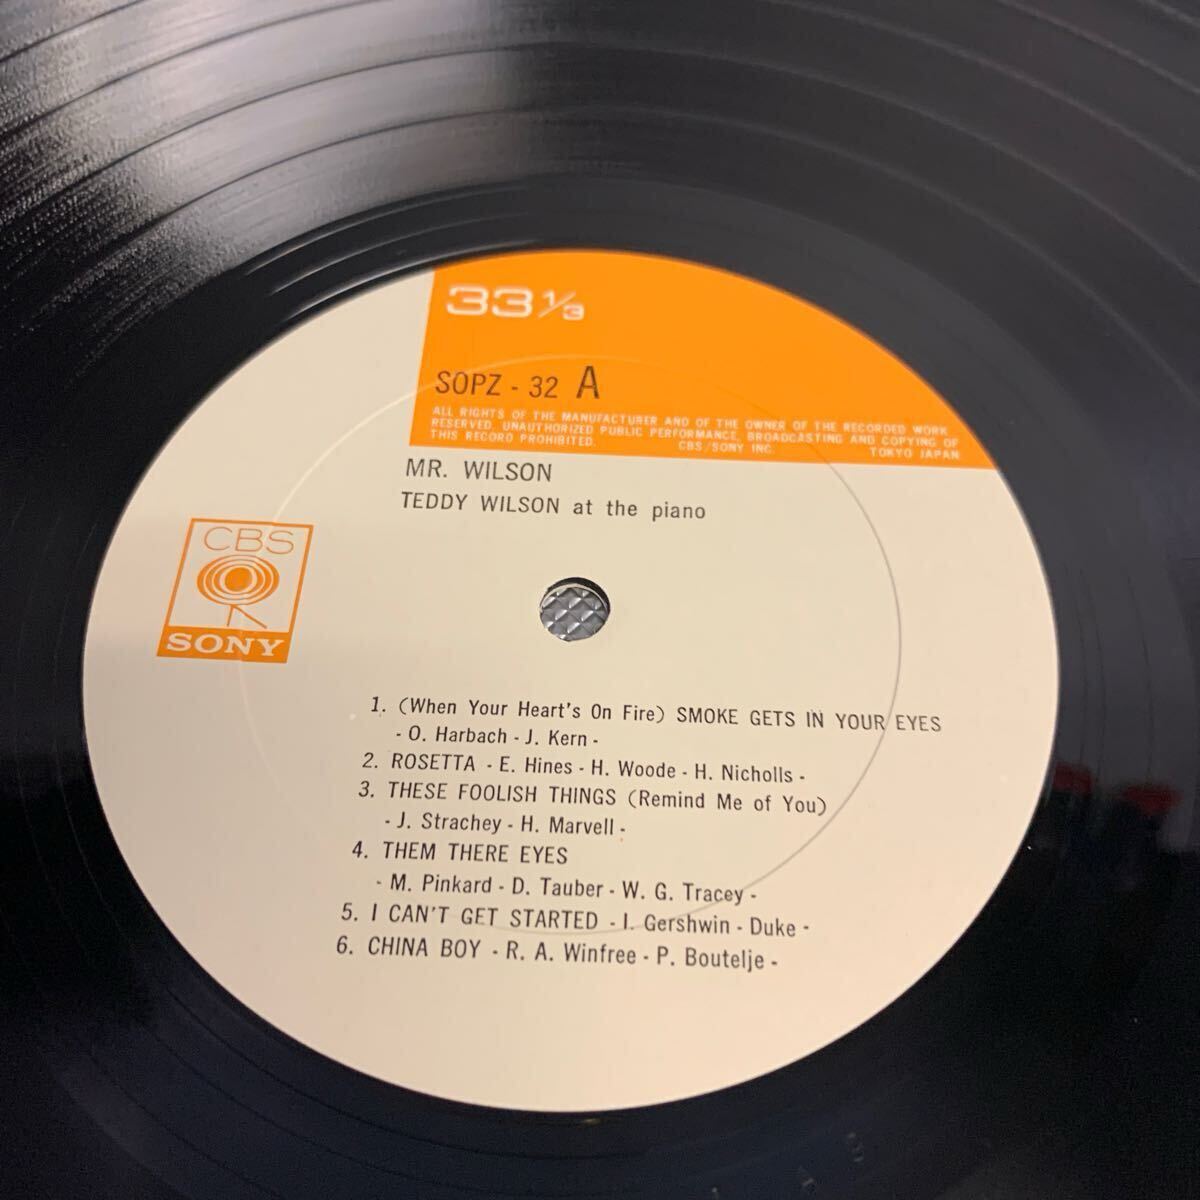 33 1/3
SOPZ - 32 A
ALL RIGHTS OF THE MANUFACTURER AND OF THE OWNER OF THE RECORDED WORK
RESERVED. UNAUTHORIZED PUBLIC PERFORMANCE, BROADCASTING AND COPYING OF
THIS RECORD PROHIBITED. CBS/SONY INC. TOKYO JAPAN
MR. WILSON
TEDDY WILSON at the piano
CBS
SONY
1. (When Your Heart's On Fire) SMOKE GETS IN YOUR EYES
- O. Harbach - J. Kern -
2. ROSETTA - E. Hines - H. Woode - H. Nicholls -
3. THESE FOOLISH THINGS (Remind Me of You)
- J. Strachey - H. Marvell -
4. THEM THERE EYES
- M. Pinkard - D. Tauber - W. G. Tracey -
5. I CAN'T GET STARTED - I. Gershwin - Duke -
6. CHINA BOY - R. A. Winfree - P. Boutelje -